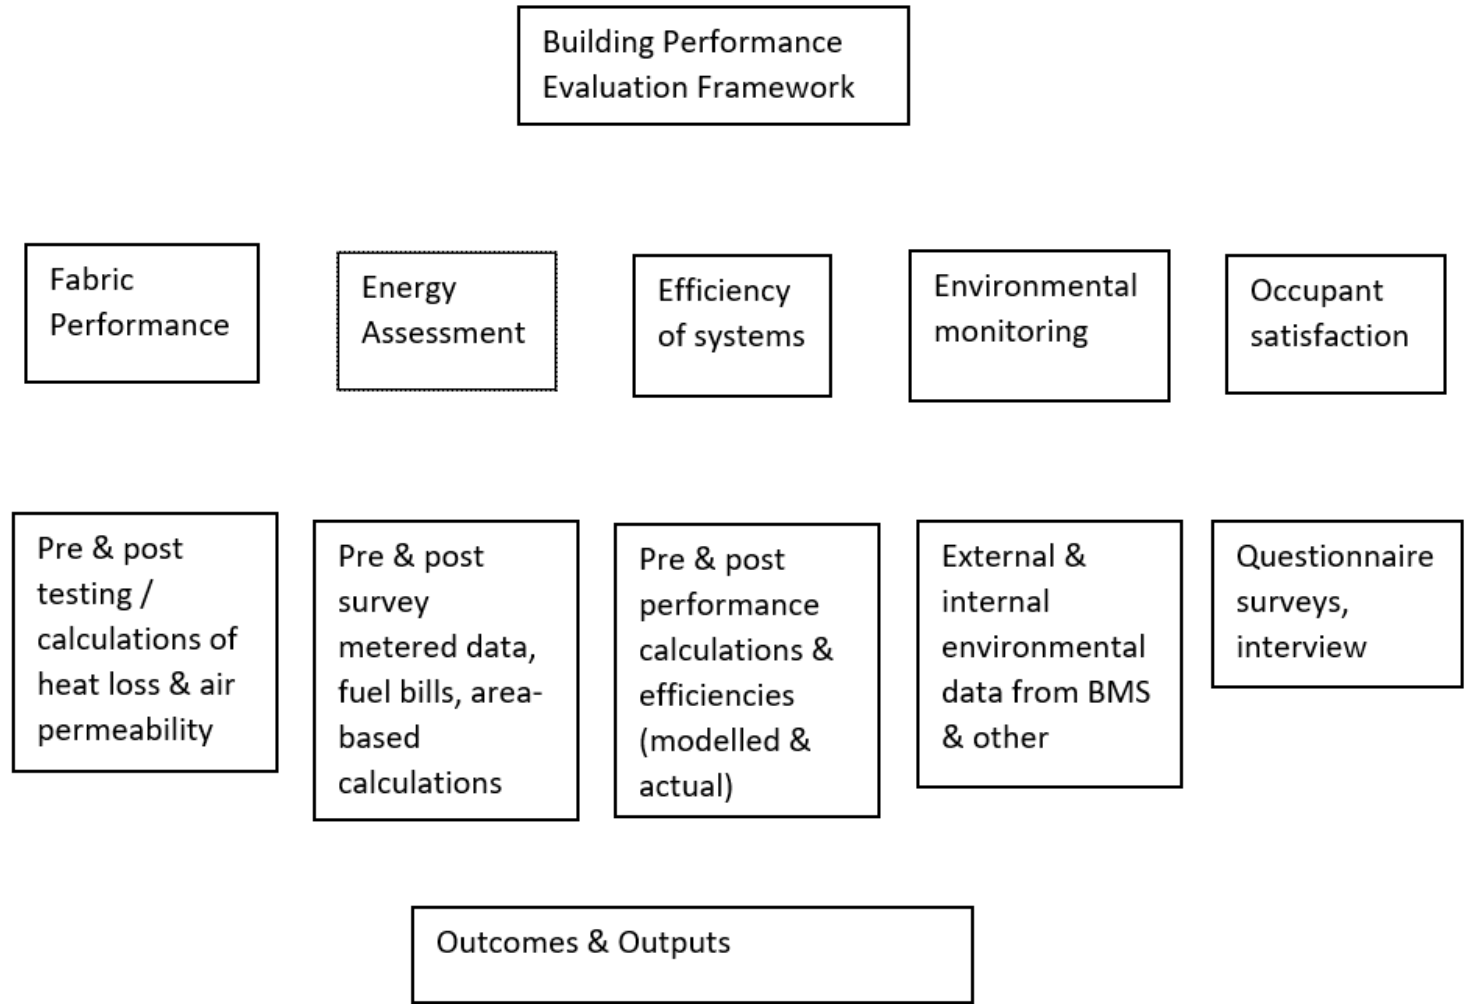 Building Performance
Evaluation Framework
Fabric
Performance
Energy
Assessment
Efficiency
of systems
Environmental
monitoring
Occupant
satisfaction
Pre & post
testing /
calculations of
heat loss & air
permeability
Pre & post
survey
metered data,
fuel bills, area-
based
calculations
Pre & post
performance
calculations &
efficiencies
(modelled &
actual)
External &
internal
environmental
data from BMS
& other
Questionnaire
surveys,
interview
Outcomes & Outputs